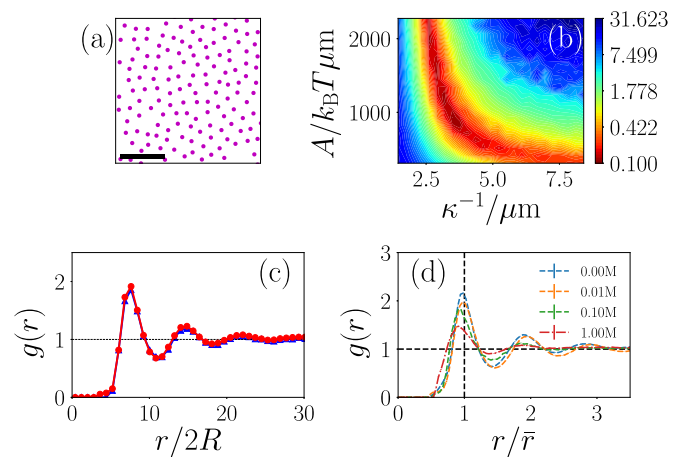 (a)
A/k_BT μm
2000
1000
(b)
2.5 5.0 7.5
κ⁻¹/μm
31.623
7.499
1.778
0.422
0.100
g(r)
2
1
0
(c)
0 10 20 30
r/2R
g(r)
3
2
1
0
(d)
0.00M
0.01M
0.10M
1.00M
0 1 2 3
r/r̄